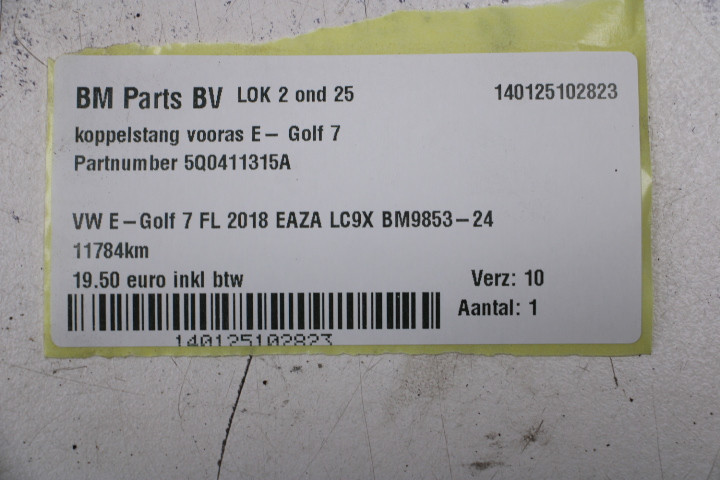 BM Parts BV LOK 2 ond 25 140125102823
koppelstang vooras E- Golf 7
Partnumber 5Q0411315A
VW E-Golf 7 FL 2018 EAZA LC9X BM9853-24
11784km
19.50 euro inkl btw Verz: 10
Aantal: 1
140125102823